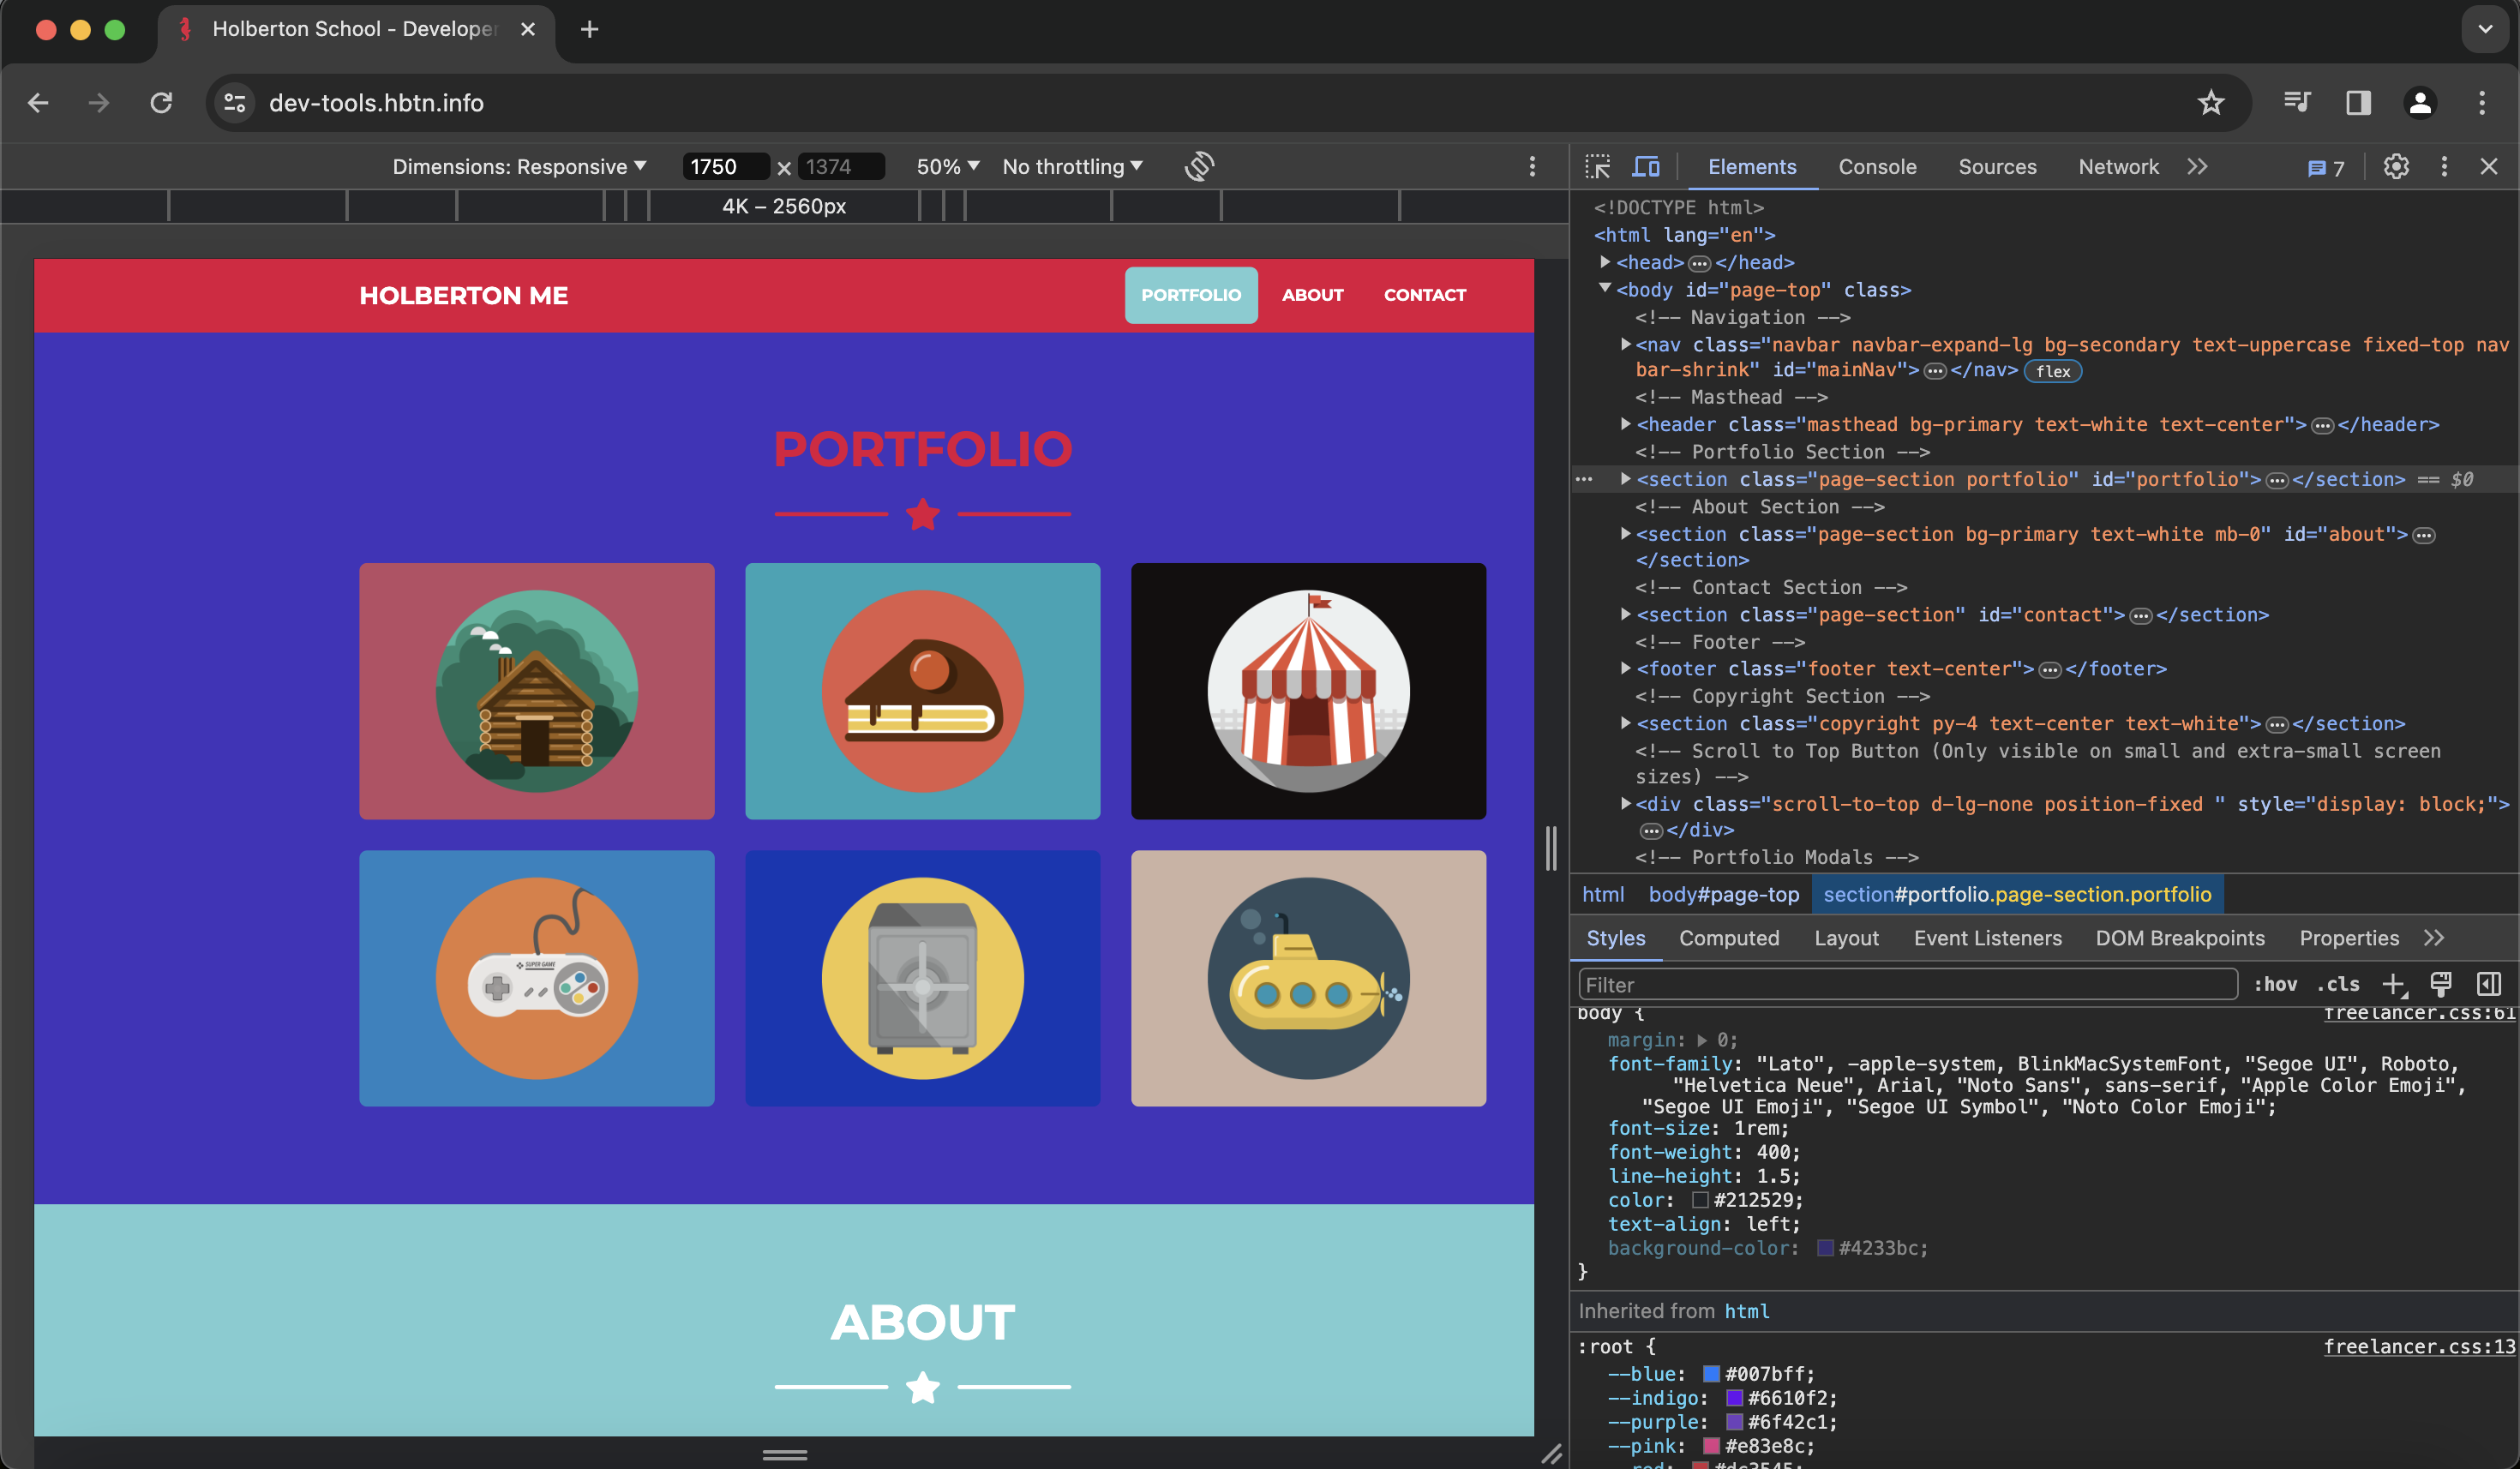 Holberton School - Developer
dev-tools.hbtn.info
Dimensions: Responsive 1750 × 1374 50% No throttling
4K – 2560px
HOLBERTON ME PORTFOLIO ABOUT CONTACT
PORTFOLIO
SUPER GAME
ABOUT
Elements Console Sources Network 7
<!DOCTYPE html>
<html lang="en">
<head> ••• </head>
<body id="page-top" class>
<!-- Navigation -->
<nav class="navbar navbar-expand-lg bg-secondary text-uppercase fixed-top nav
bar-shrink" id="mainNav"> ••• </nav> flex
<!-- Masthead -->
<header class="masthead bg-primary text-white text-center"> ••• </header>
<!-- Portfolio Section -->
••• <section class="page-section portfolio" id="portfolio"> ••• </section> == $0
<!-- About Section -->
<section class="page-section bg-primary text-white mb-0" id="about"> •••
</section>
<!-- Contact Section -->
<section class="page-section" id="contact"> ••• </section>
<!-- Footer -->
<footer class="footer text-center"> ••• </footer>
<!-- Copyright Section -->
<section class="copyright py-4 text-center text-white"> ••• </section>
<!-- Scroll to Top Button (Only visible on small and extra-small screen
sizes) -->
<div class="scroll-to-top d-lg-none position-fixed " style="display: block;">
••• </div>
<!-- Portfolio Modals -->
html body#page-top section#portfolio.page-section.portfolio
Styles Computed Layout Event Listeners DOM Breakpoints Properties
Filter :hov .cls
body { freelancer.css:61
margin: 0;
font-family: "Lato", -apple-system, BlinkMacSystemFont, "Segoe UI", Roboto,
"Helvetica Neue", Arial, "Noto Sans", sans-serif, "Apple Color Emoji",
"Segoe UI Emoji", "Segoe UI Symbol", "Noto Color Emoji";
font-size: 1rem;
font-weight: 400;
line-height: 1.5;
color: #212529;
text-align: left;
background-color: #4233bc;
}
Inherited from html
:root { freelancer.css:13
--blue: #007bff;
--indigo: #6610f2;
--purple: #6f42c1;
--pink: #e83e8c;
--red: #dc3545;